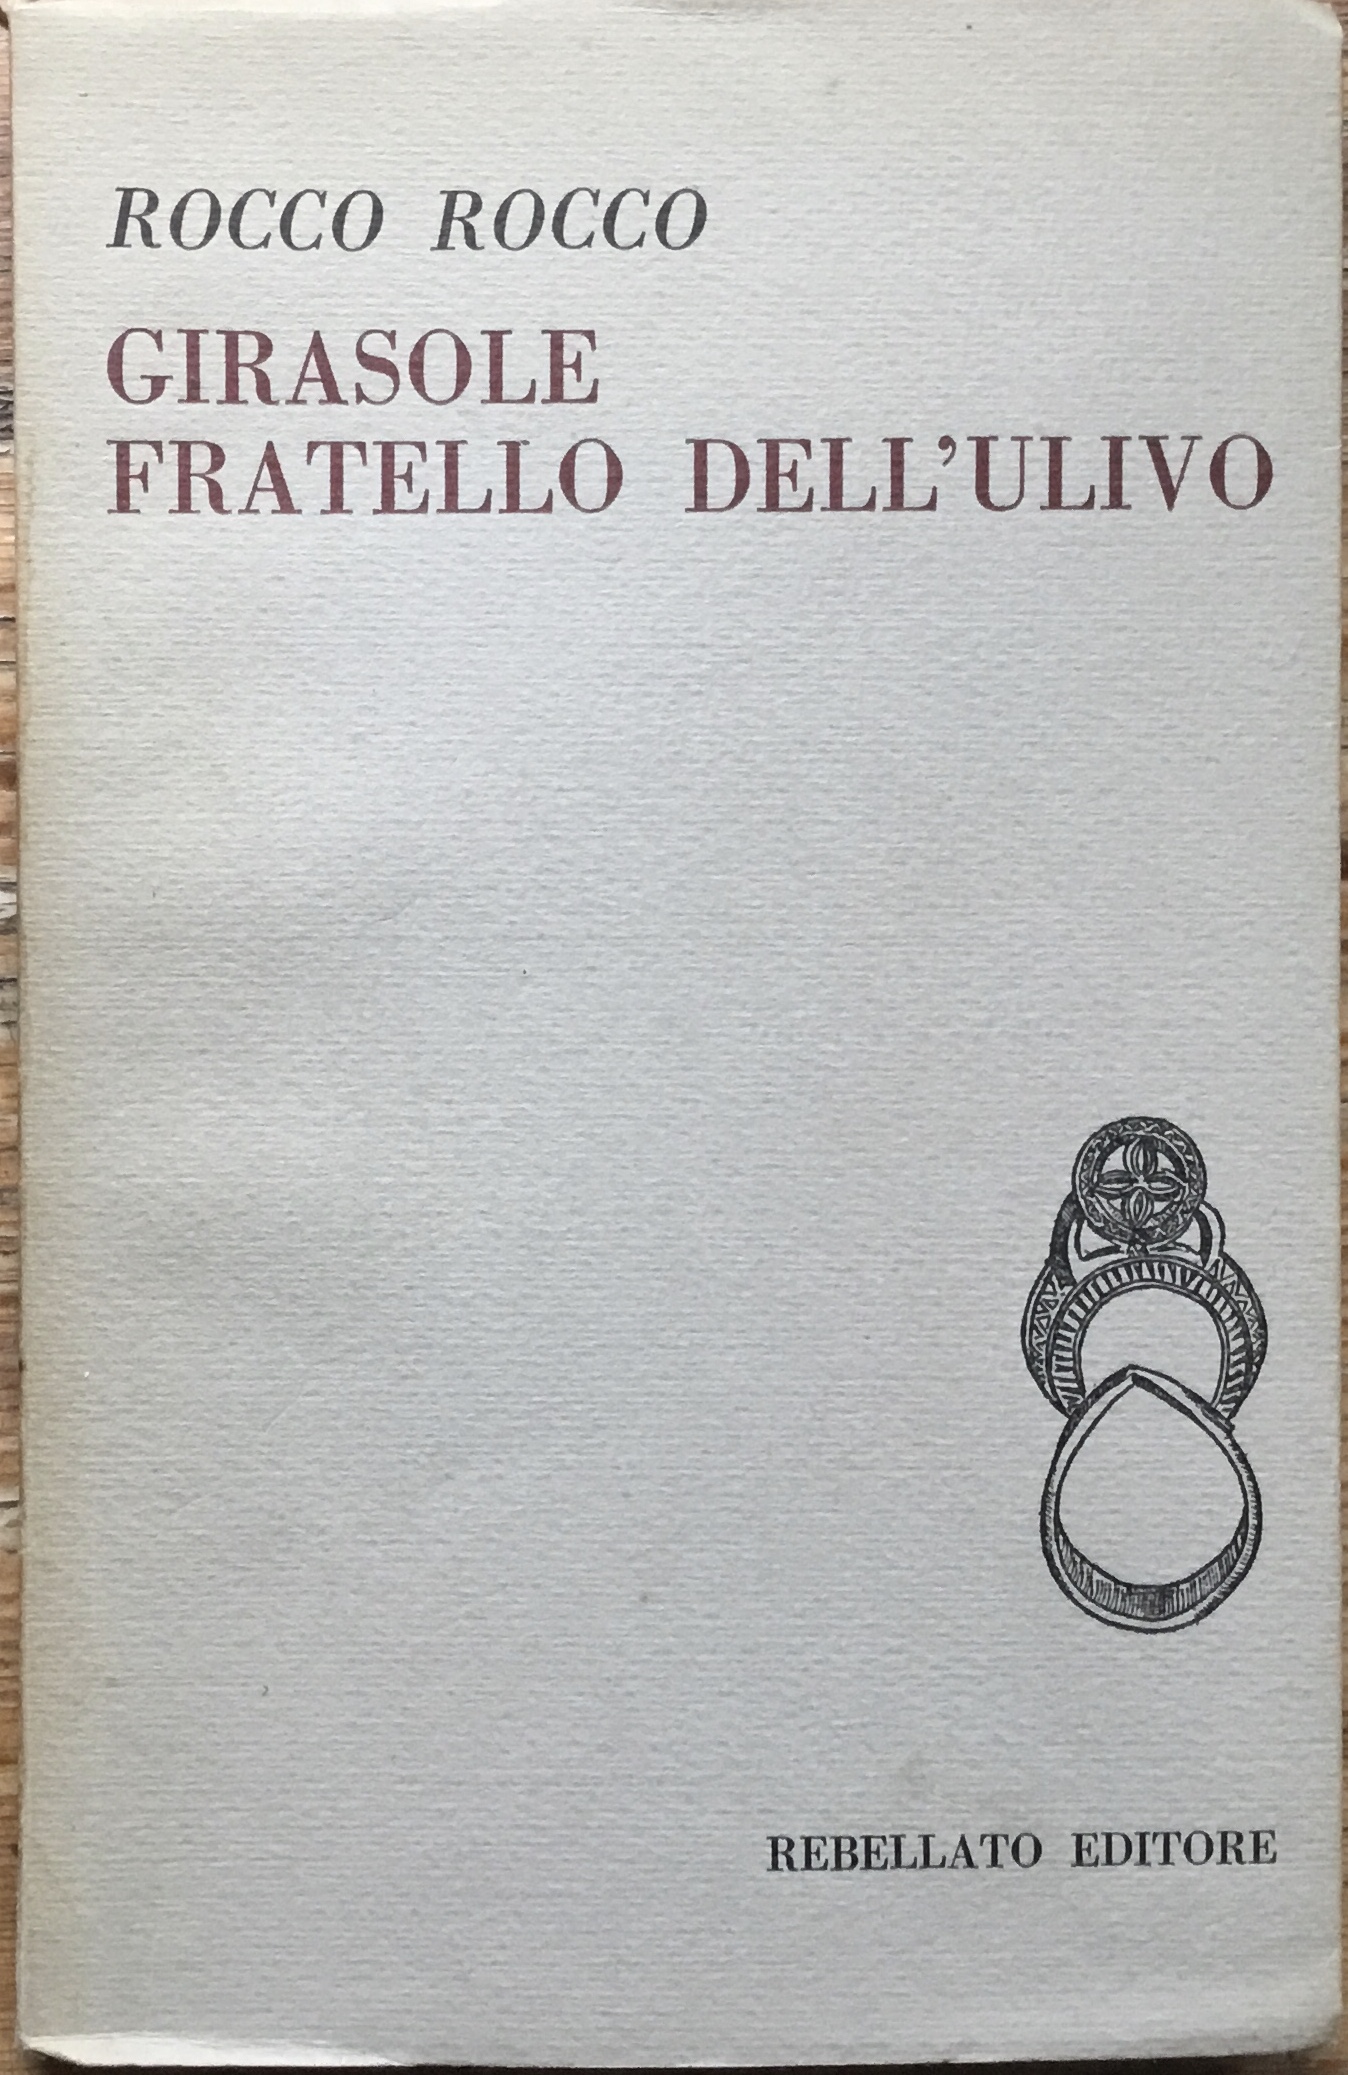 ROCCO ROCCO
GIRASOLE
FRATELLO DELL'ULIVO
REBELLATO EDITORE